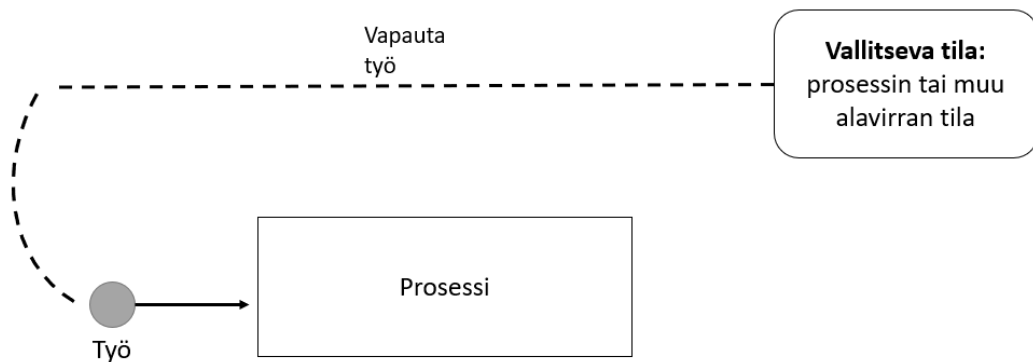 Vapauta
työ
Vallitseva tila:
prosessin tai muu
alavirran tila
Prosessi
Työ